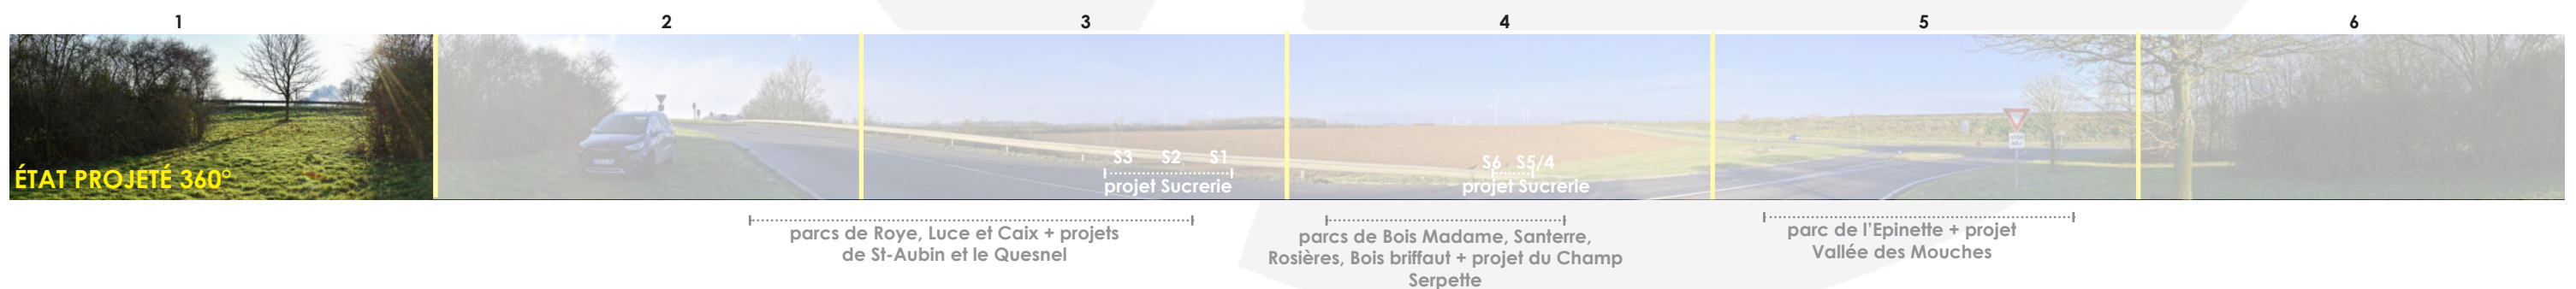 1 2 3 4 5 6
ÉTAT PROJETÉ 360°
S3 S2 S1
projet Sucrerie
S6 S5/4
projet Sucrerie
parcs de Roye, Luce et Caix + projets
de St-Aubin et le Quesnel
parcs de Bois Madame, Santerre,
Rosières, Bois briffaut + projet du Champ
Serpette
parc de l'Epinette + projet
Vallée des Mouches